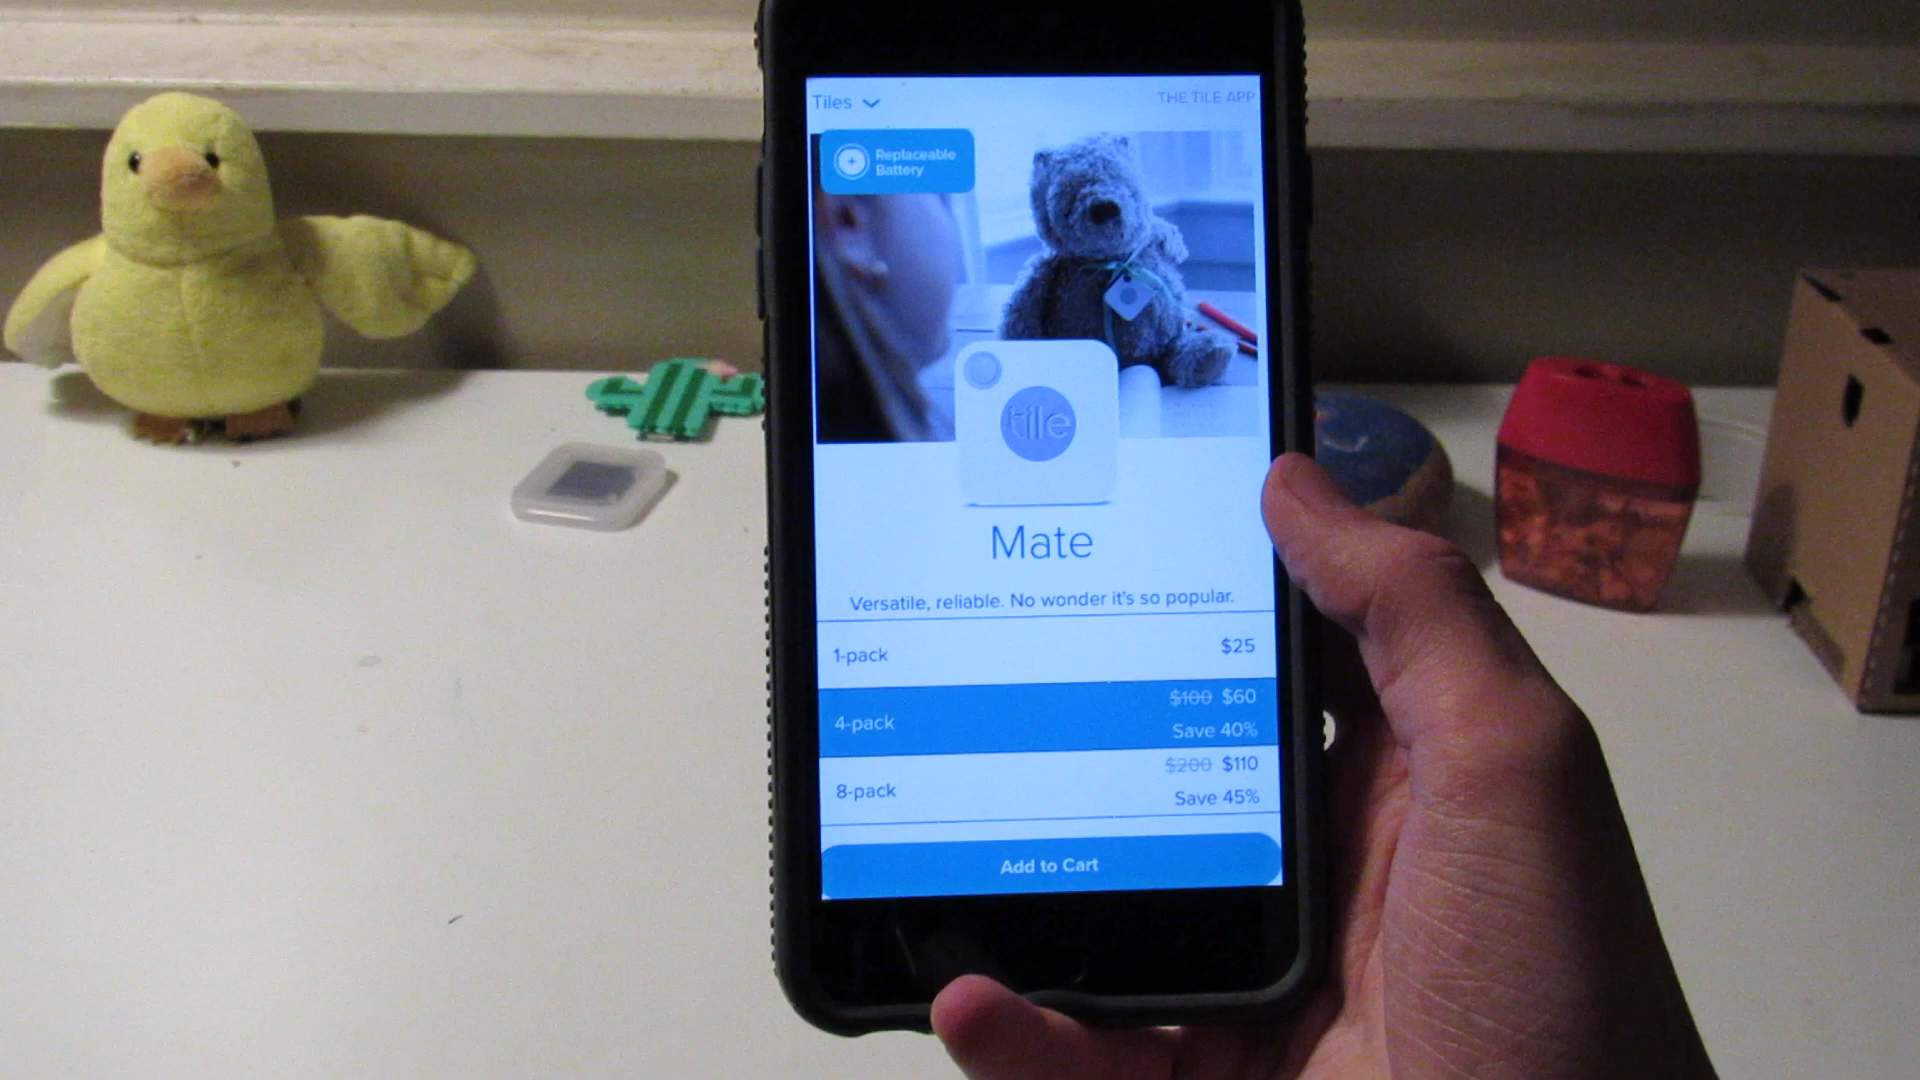 Tiles
THE TILE APP
Replaceable
Battery
tile
Mate
Versatile, reliable. No wonder it's so popular.
1-pack $25
4-pack $100 $60
Save 40%
8-pack $200 $110
Save 45%
Add to Cart